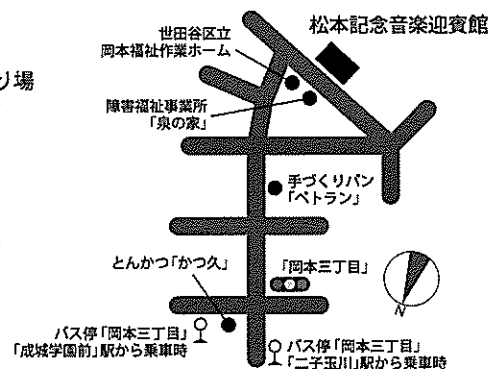 松本記念音楽迎賓館
世田谷区立
岡本福祉作業ホーム
り場
障害福祉事業所
「泉の家」
手づくりパン
「ペトラン」
とんかつ「かつ久」
「岡本三丁目」
N
バス停「岡本三丁目」
「成城学園前」駅から乗車時
バス停「岡本三丁目」
「二子玉川」駅から乗車時